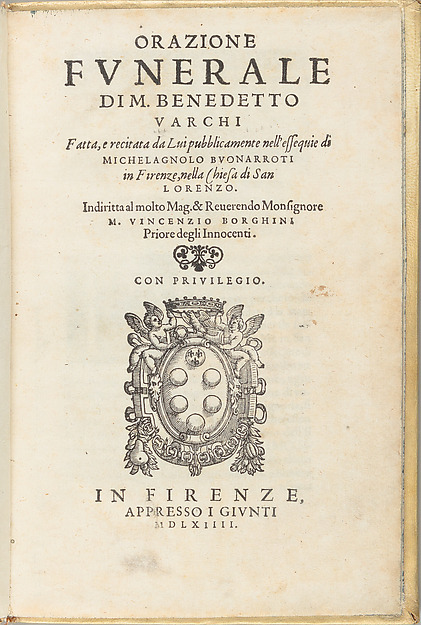 ORAZIONE
FVNERALE
DI M. BENEDETTO
VARCHI
Fatta, e recitata da Lui pubblicamente nell'essequie di
MICHELAGNOLO BVONARROTI
in Firenze, nella Chiesa di San
LORENZO.
Indiritta al molto Mag. & Reuerendo Monsignore
M. VINCENZIO BORGHINI
Priore degli Innocenti.
CON PRIVILEGIO.
IN FIRENZE,
APPRESSO I GIVNTI
MDLXIIII.